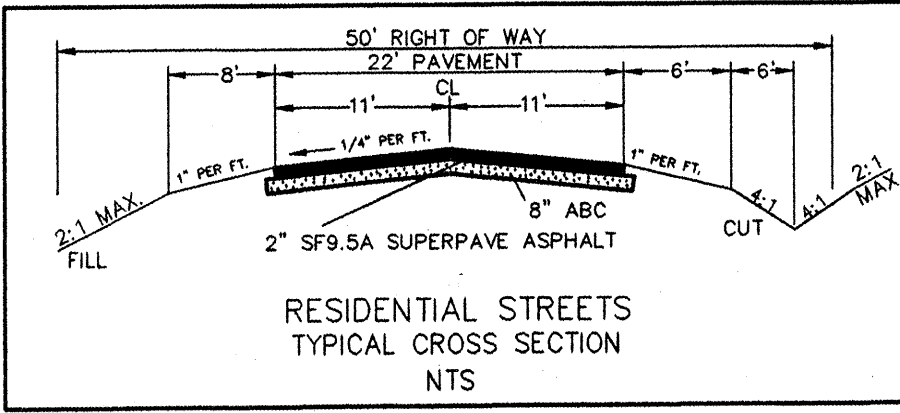 50' RIGHT OF WAY
8'
22' PAVEMENT
6'
6'
CL
11'
11'
1/4" PER FT.
1" PER FT.
1" PER FT.
2:1 MAX.
FILL
4:1
4:1
2:1
MAX
CUT
8" ABC
2" SF9.5A SUPERPAVE ASPHALT
RESIDENTIAL STREETS
TYPICAL CROSS SECTION
NTS